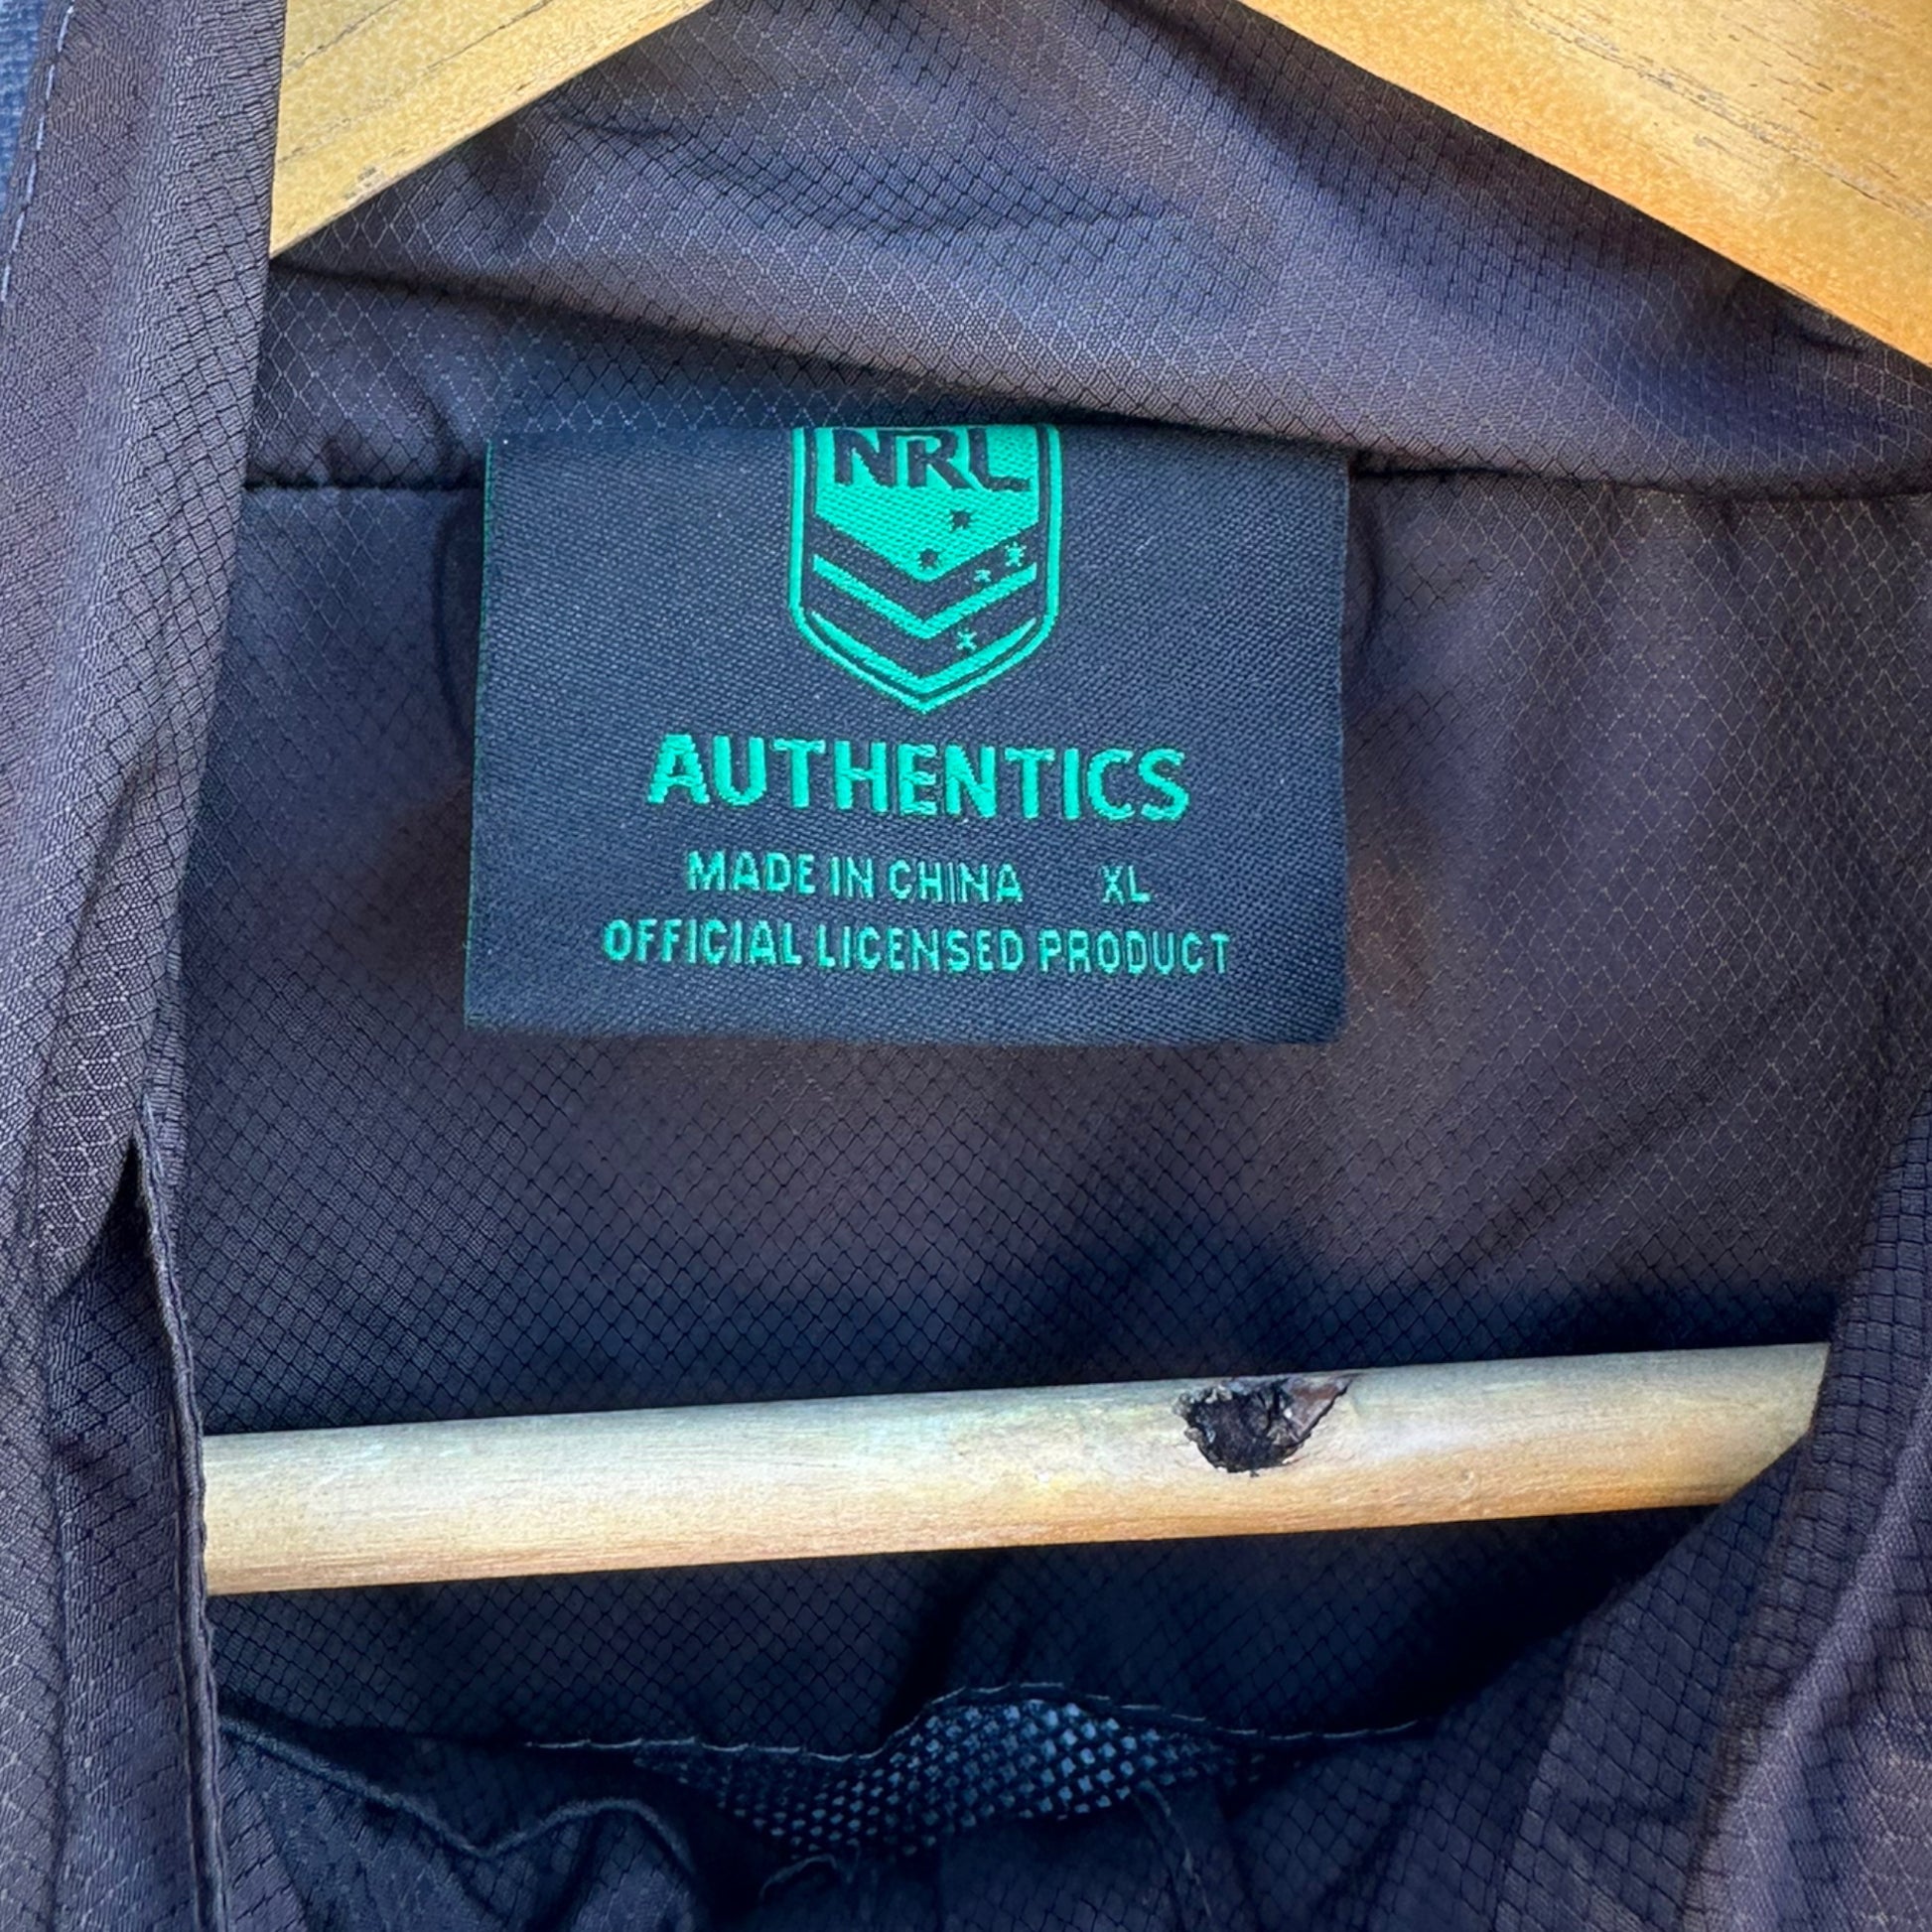 NRL
AUTHENTICS
MADE IN CHINA XL
OFFICIAL LICENSED PRODUCT